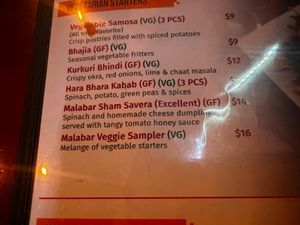 VEGETARIAN STARTERS
Vegetable Samosa (VG) (3 PCS) $9
(All time favorite)
Crisp pastries filled with spiced potatoes
Bhajia (GF) (VG) $9
Seasonal vegetable fritters
Kurkuri Bhindi (GF) (VG) $12
Crispy okra, red onions, lime & chaat masala
Hara Bhara Kabab (GF) (VG) (3 PCS)
Spinach, potato, green peas & spices
Malabar Sham Savera (Excellent) (GF) $14
Spinach and homemade cheese dumpling
served with tangy tomato honey sauce
Malabar Veggie Sampler (VG) $16
Melange of vegetable starters